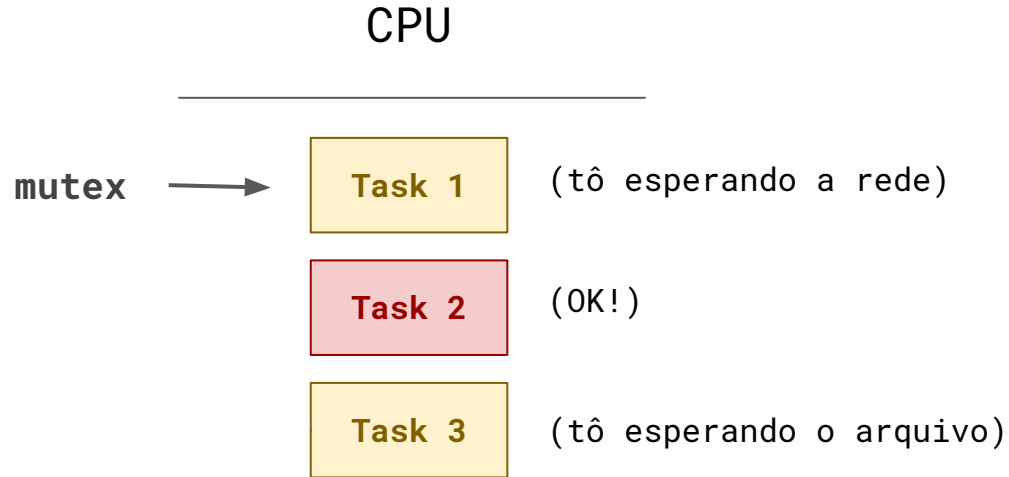 CPU
mutex
Task 1
(tô esperando a rede)
Task 2
(OK!)
Task 3
(tô esperando o arquivo)